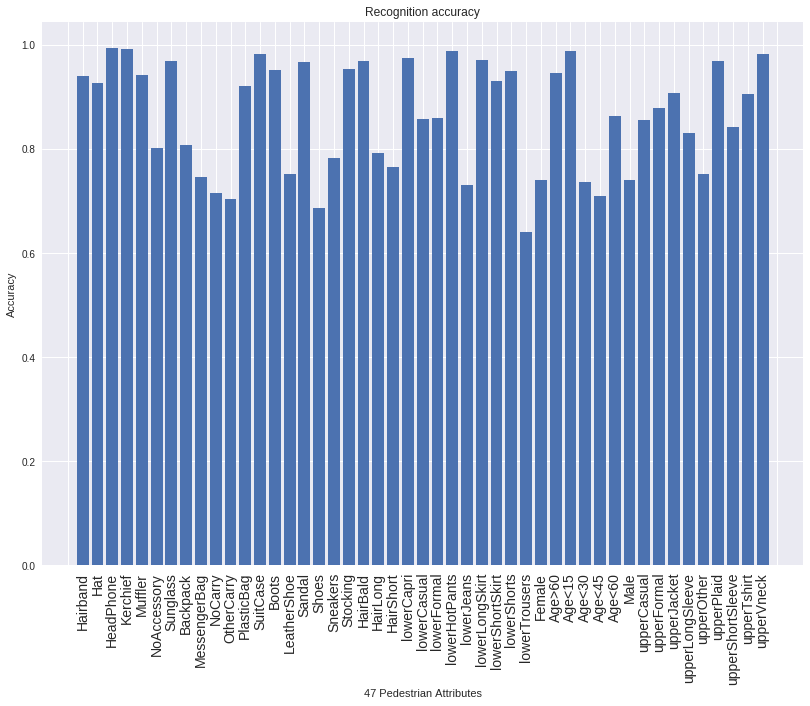 Recognition accuracy
Accuracy
1.0
0.8
0.6
0.4
0.2
0.0
Hairband
Hat
HeadPhone
Kerchief
Muffler
NoAccessory
Sunglass
Backpack
MessengerBag
NoCarry
OtherCarry
PlasticBag
SuitCase
Boots
LeatherShoe
Sandal
Shoes
Sneakers
Stocking
HairBald
HairLong
HairShort
lowerCapri
lowerCasual
lowerFormal
lowerHotPants
lowerJeans
lowerLongSkirt
lowerShortSkirt
lowerShorts
lowerTrousers
Female
Age>60
Age<15
Age<30
Age<45
Age<60
Male
upperCasual
upperFormal
upperJacket
upperLongSleeve
upperOther
upperPlaid
upperShortSleeve
upperTshirt
upperVneck
47 Pedestrian Attributes